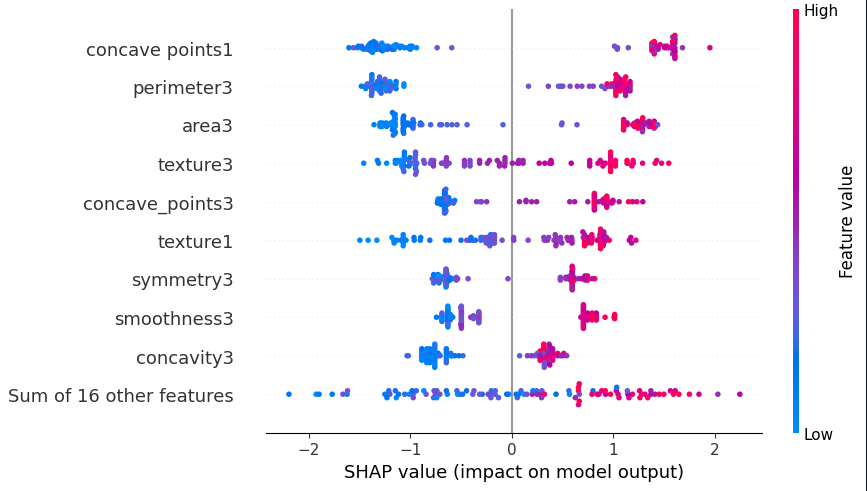 High
concave points1
perimeter3
area3
texture3
concave_points3
texture1
symmetry3
smoothness3
concavity3
Sum of 16 other features
Feature value
Low
−2 −1 0 1 2
SHAP value (impact on model output)